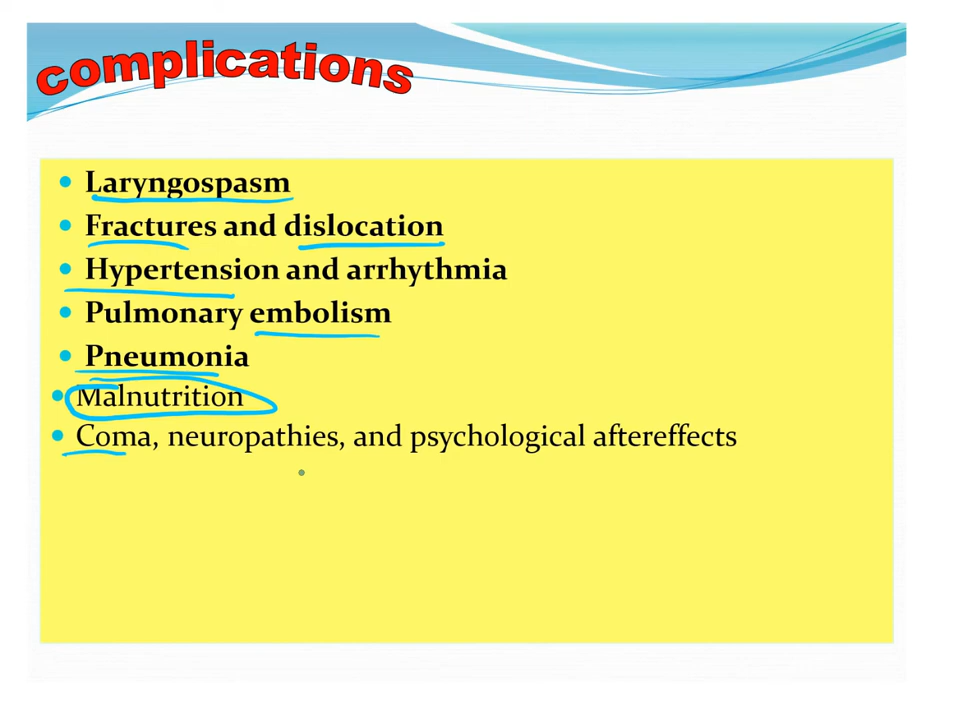 complications
• Laryngospasm
• Fractures and dislocation
• Hypertension and arrhythmia
• Pulmonary embolism
• Pneumonia
• Malnutrition
• Coma, neuropathies, and psychological aftereffects